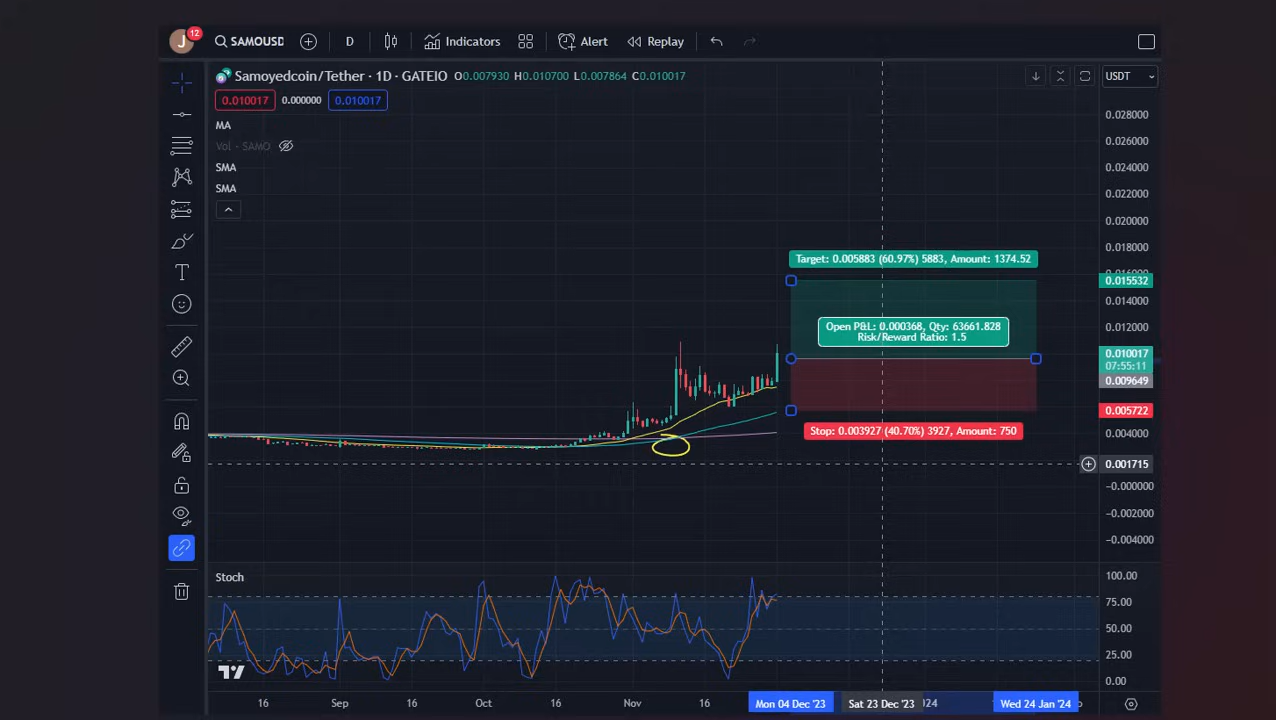 J 12 SAMOUSD D Indicators Alert Replay
Samoyedcoin/Tether · 1D · GATEIO O0.007930 H0.010700 L0.007864 C0.010017 USDT
0.010017 0.000000 0.010017
MA
Vol - SAMO
SMA
SMA
0.028000
0.026000
0.024000
0.022000
0.020000
0.018000
Target: 0.005883 (60.97%) 5883, Amount: 1374.52
0.015532
0.014000
0.012000
Open P&L: 0.000368, Qty: 63661.828
Risk/Reward Ratio: 1.5
0.010017
07:55:11
0.009649
0.005722
Stop: 0.003927 (40.70%) 3927, Amount: 750
0.004000
0.001715
−0.000000
−0.002000
−0.004000
Stoch
100.00
75.00
50.00
25.00
0.00
16 Sep 16 Oct 16 Nov 16 Mon 04 Dec '23 Sat 23 Dec '23 Wed 24 Jan '24